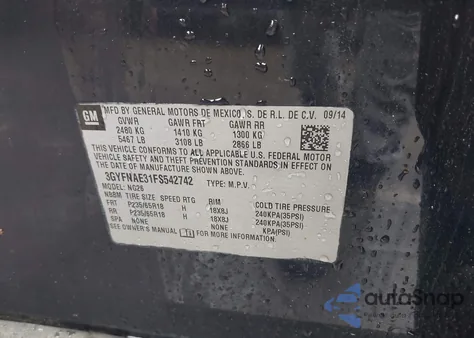 GM
MFD BY GENERAL MOTORS DE MEXICO,S. DE R.L. DE C.V. 09/14
GVWR GAWR FRT GAWR RR
2480 KG 1410 KG 1300 KG
5467 LB 3108 LB 2866 LB
THIS VEHICLE CONFORMS TO ALL APPLICABLE U.S. FEDERAL MOTOR
VEHICLE SAFETY AND THEFT PREVENTION STANDARDS IN
EFFECT ON THE DATE OF MANUFACTURE SHOWN ABOVE.
3GYFNAE31FS542742 TYPE: M.P.V.
MODEL: NG26
NBBM TIRE SIZE SPEED RTG RIM COLD TIRE PRESSURE
FRT P235/65R18 H 18X8J 240KPA(35PSI)
RR P235/65R18 H 18X8J 240KPA(35PSI)
SPA NONE NONE KPA(PSI)
SEE OWNER'S MANUAL FOR MORE INFORMATION
autoSnap